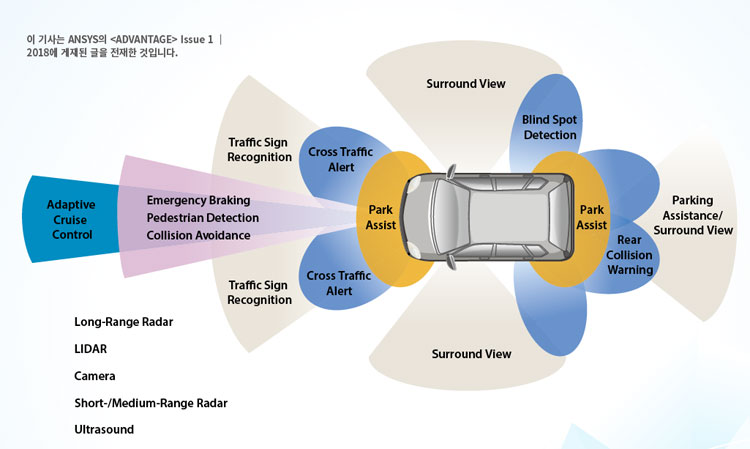 이 기사는 ANSYS의 <ADVANTAGE> Issue 1 |
2018에 게재된 글을 전재한 것입니다.
Surround View
Blind Spot
Detection
Traffic Sign
Recognition
Cross Traffic
Alert
Adaptive
Cruise
Control
Emergency Braking
Pedestrian Detection
Collision Avoidance
Park
Assist
Park
Assist
Parking
Assistance/
Surround View
Rear
Collision
Warning
Traffic Sign
Recognition
Cross Traffic
Alert
Surround View
Long-Range Radar
LIDAR
Camera
Short-/Medium-Range Radar
Ultrasound